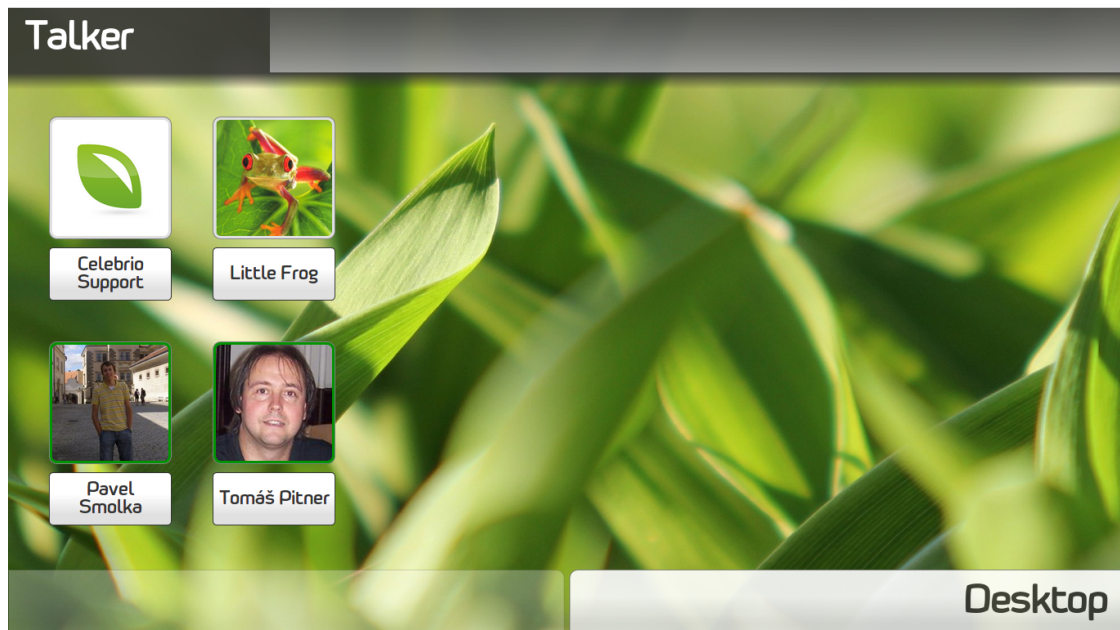 Talker
Celebrio
Support
Little Frog
Pavel
Smolka
Tomáš Pitner
Desktop